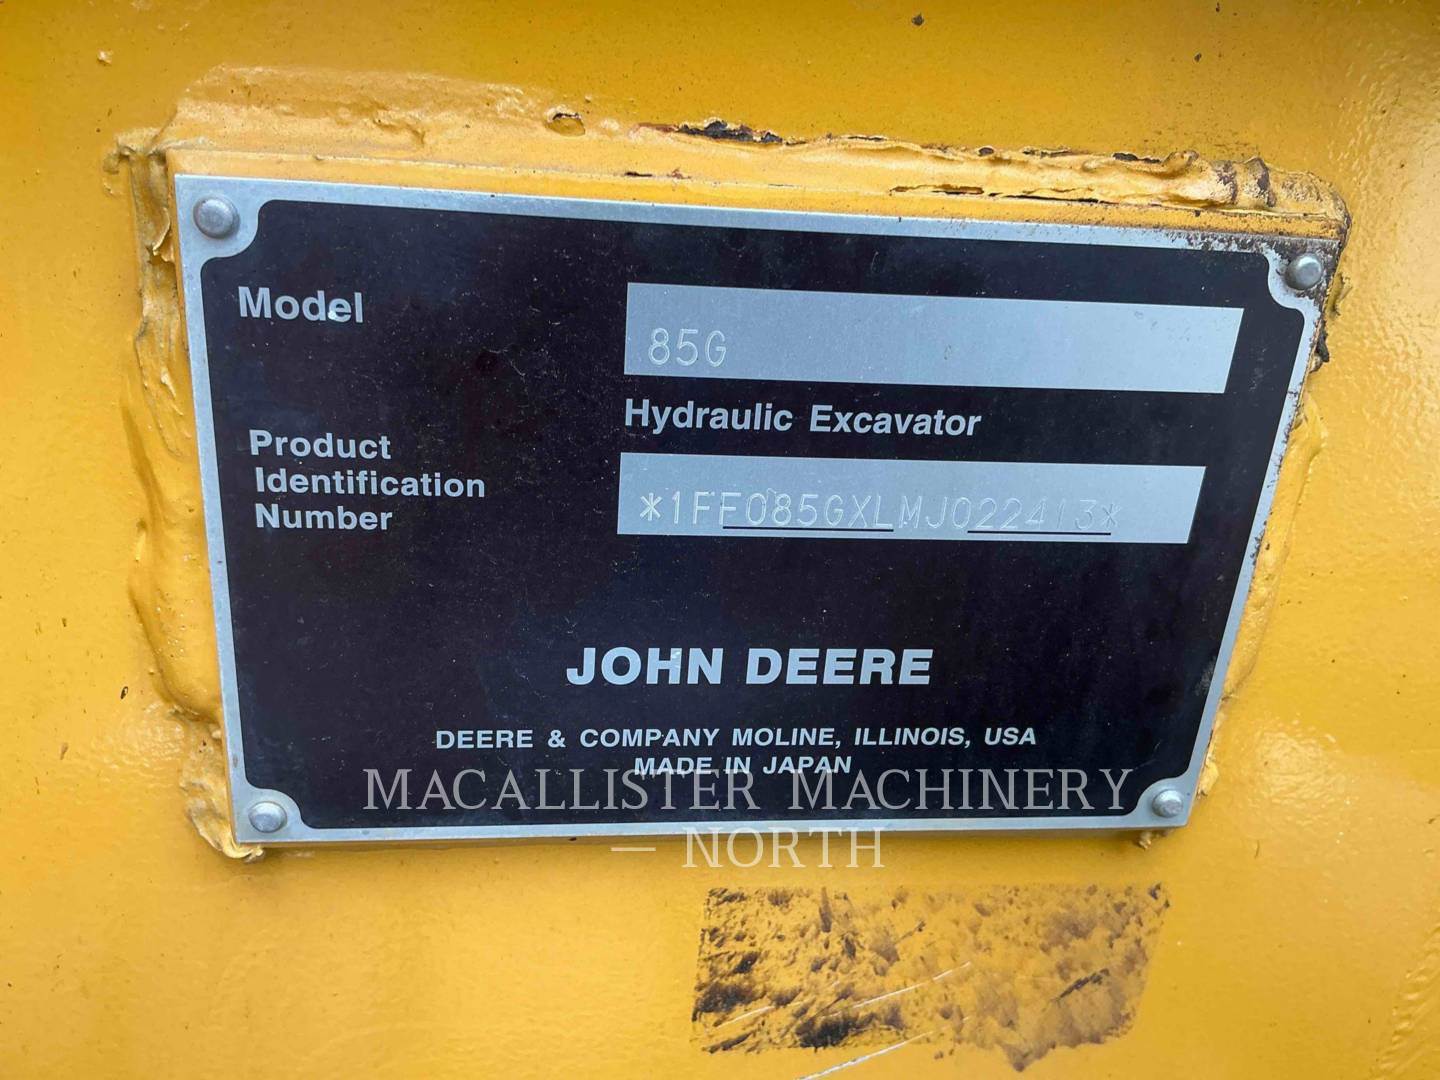 Model
85G
Hydraulic Excavator
Product
Identification
Number
*1FF085GXLMJ022413*
JOHN DEERE
DEERE & COMPANY MOLINE, ILLINOIS, USA
MADE IN JAPAN
MACALLISTER MACHINERY
— NORTH